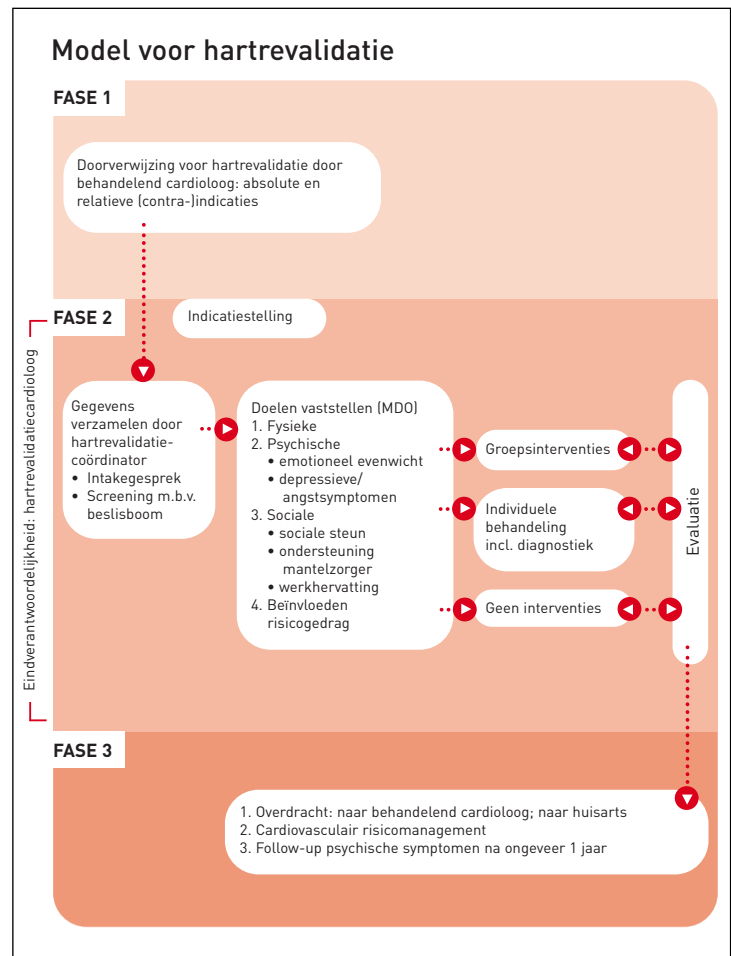 Model voor hartrevalidatie
FASE 1
Doorverwijzing voor hartrevalidatie door
behandelend cardioloog: absolute en
relatieve (contra-)indicaties
FASE 2
Indicatiestelling
Eindverantwoordelijkheid: hartrevalidatiecardioloog
Gegevens
verzamelen door
hartrevalidatie-
coördinator
• Intakegesprek
• Screening m.b.v.
beslisboom
Doelen vaststellen (MDO)
1. Fysieke
2. Psychische
• emotioneel evenwicht
• depressieve/
angstsymptomen
3. Sociale
• sociale steun
• ondersteuning
mantelzorger
• werkhervatting
4. Beïnvloeden
risicogedrag
Groepsinterventies
Individuele
behandeling
incl. diagnostiek
Geen interventies
Evaluatie
FASE 3
1. Overdracht: naar behandelend cardioloog; naar huisarts
2. Cardiovasculair risicomanagement
3. Follow-up psychische symptomen na ongeveer 1 jaar